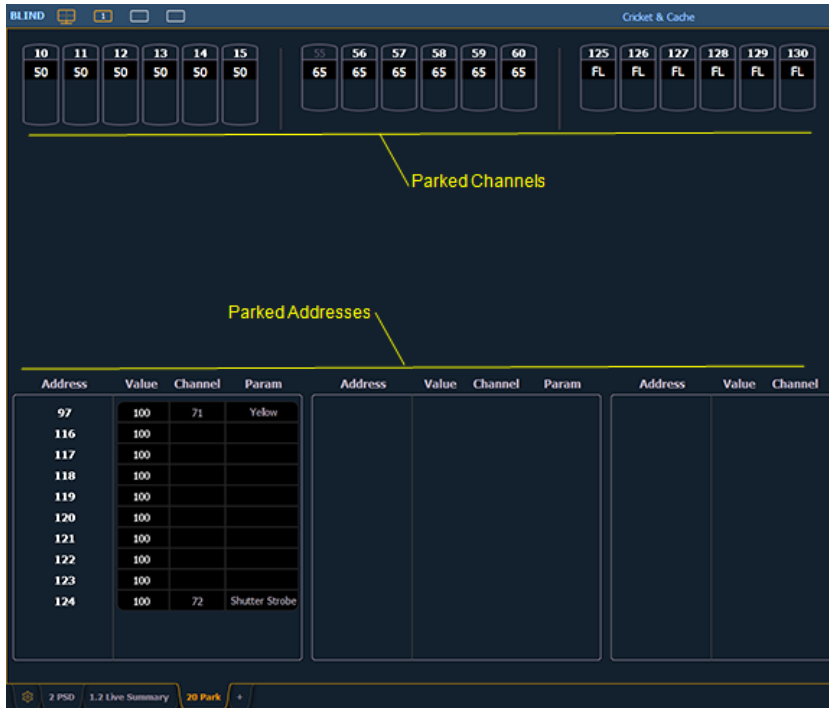 BLIND 1 Cricket & Cache
10 11 12 13 14 15 55 56 57 58 59 60 125 126 127 128 129 130
50 50 50 50 50 50 65 65 65 65 65 65 FL FL FL FL FL FL
Parked Channels
Parked Addresses
Address Value Channel Param Address Value Channel Param Address Value Channel
97 100 71 Yellow
116 100
117 100
118 100
119 100
120 100
121 100
122 100
123 100
124 100 72 Shutter Strobe
2 PSD 1.2 Live Summary 20 Park +